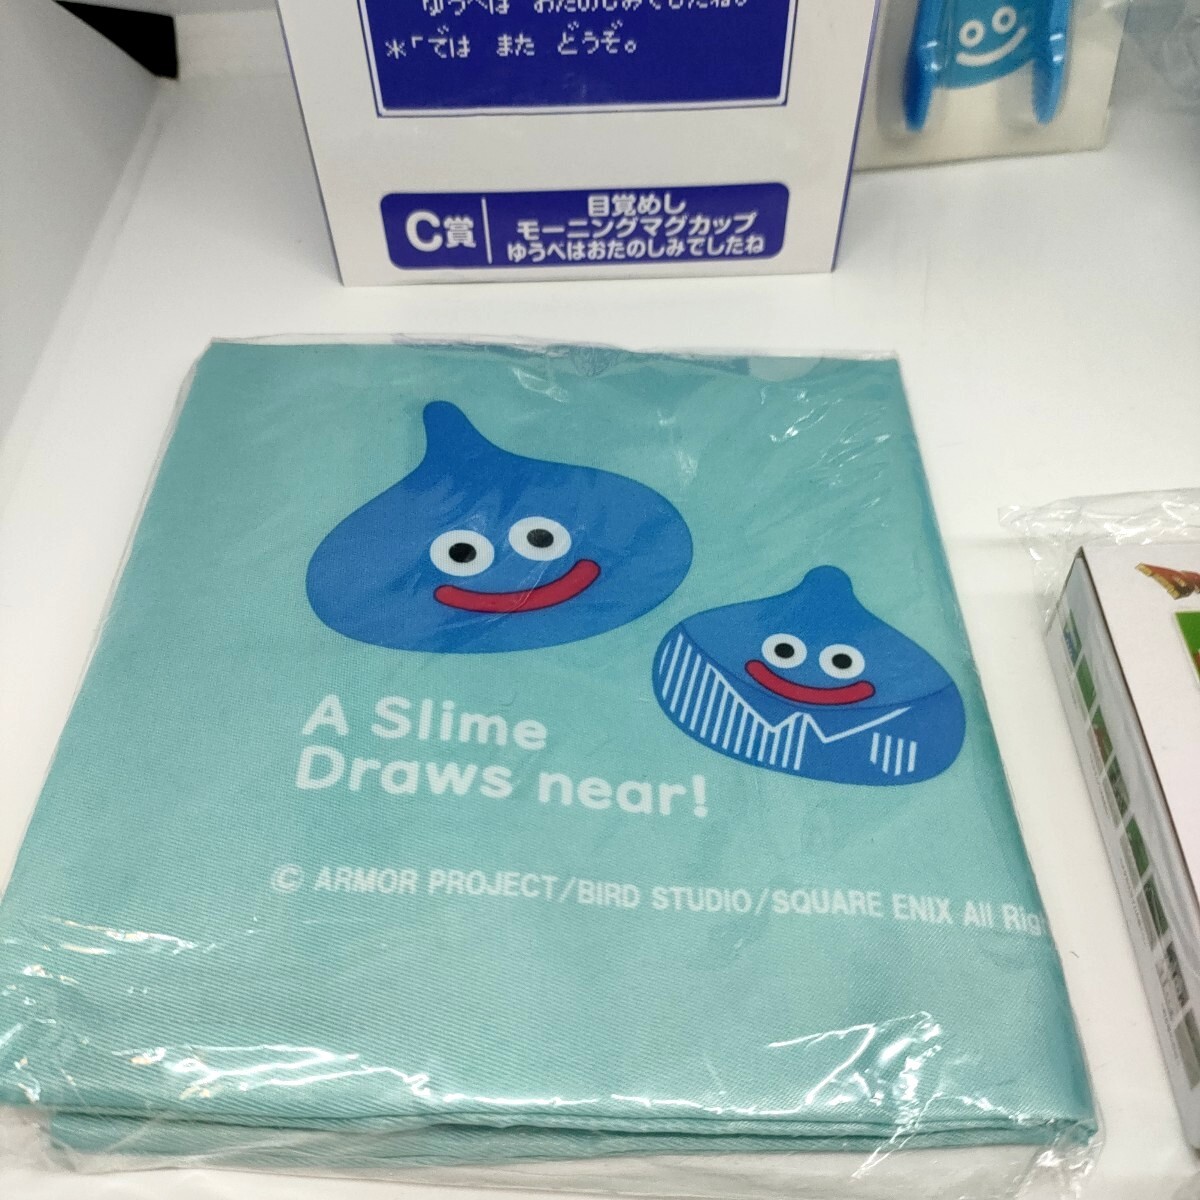 ゆうべは おたのしみでしたね。
*「では また どうぞ。
C賞
目覚めし
モーニングマグカップ
ゆうべはおたのしみでしたね
A Slime
Draws near!
© ARMOR PROJECT/BIRD STUDIO/SQUARE ENIX All Righ